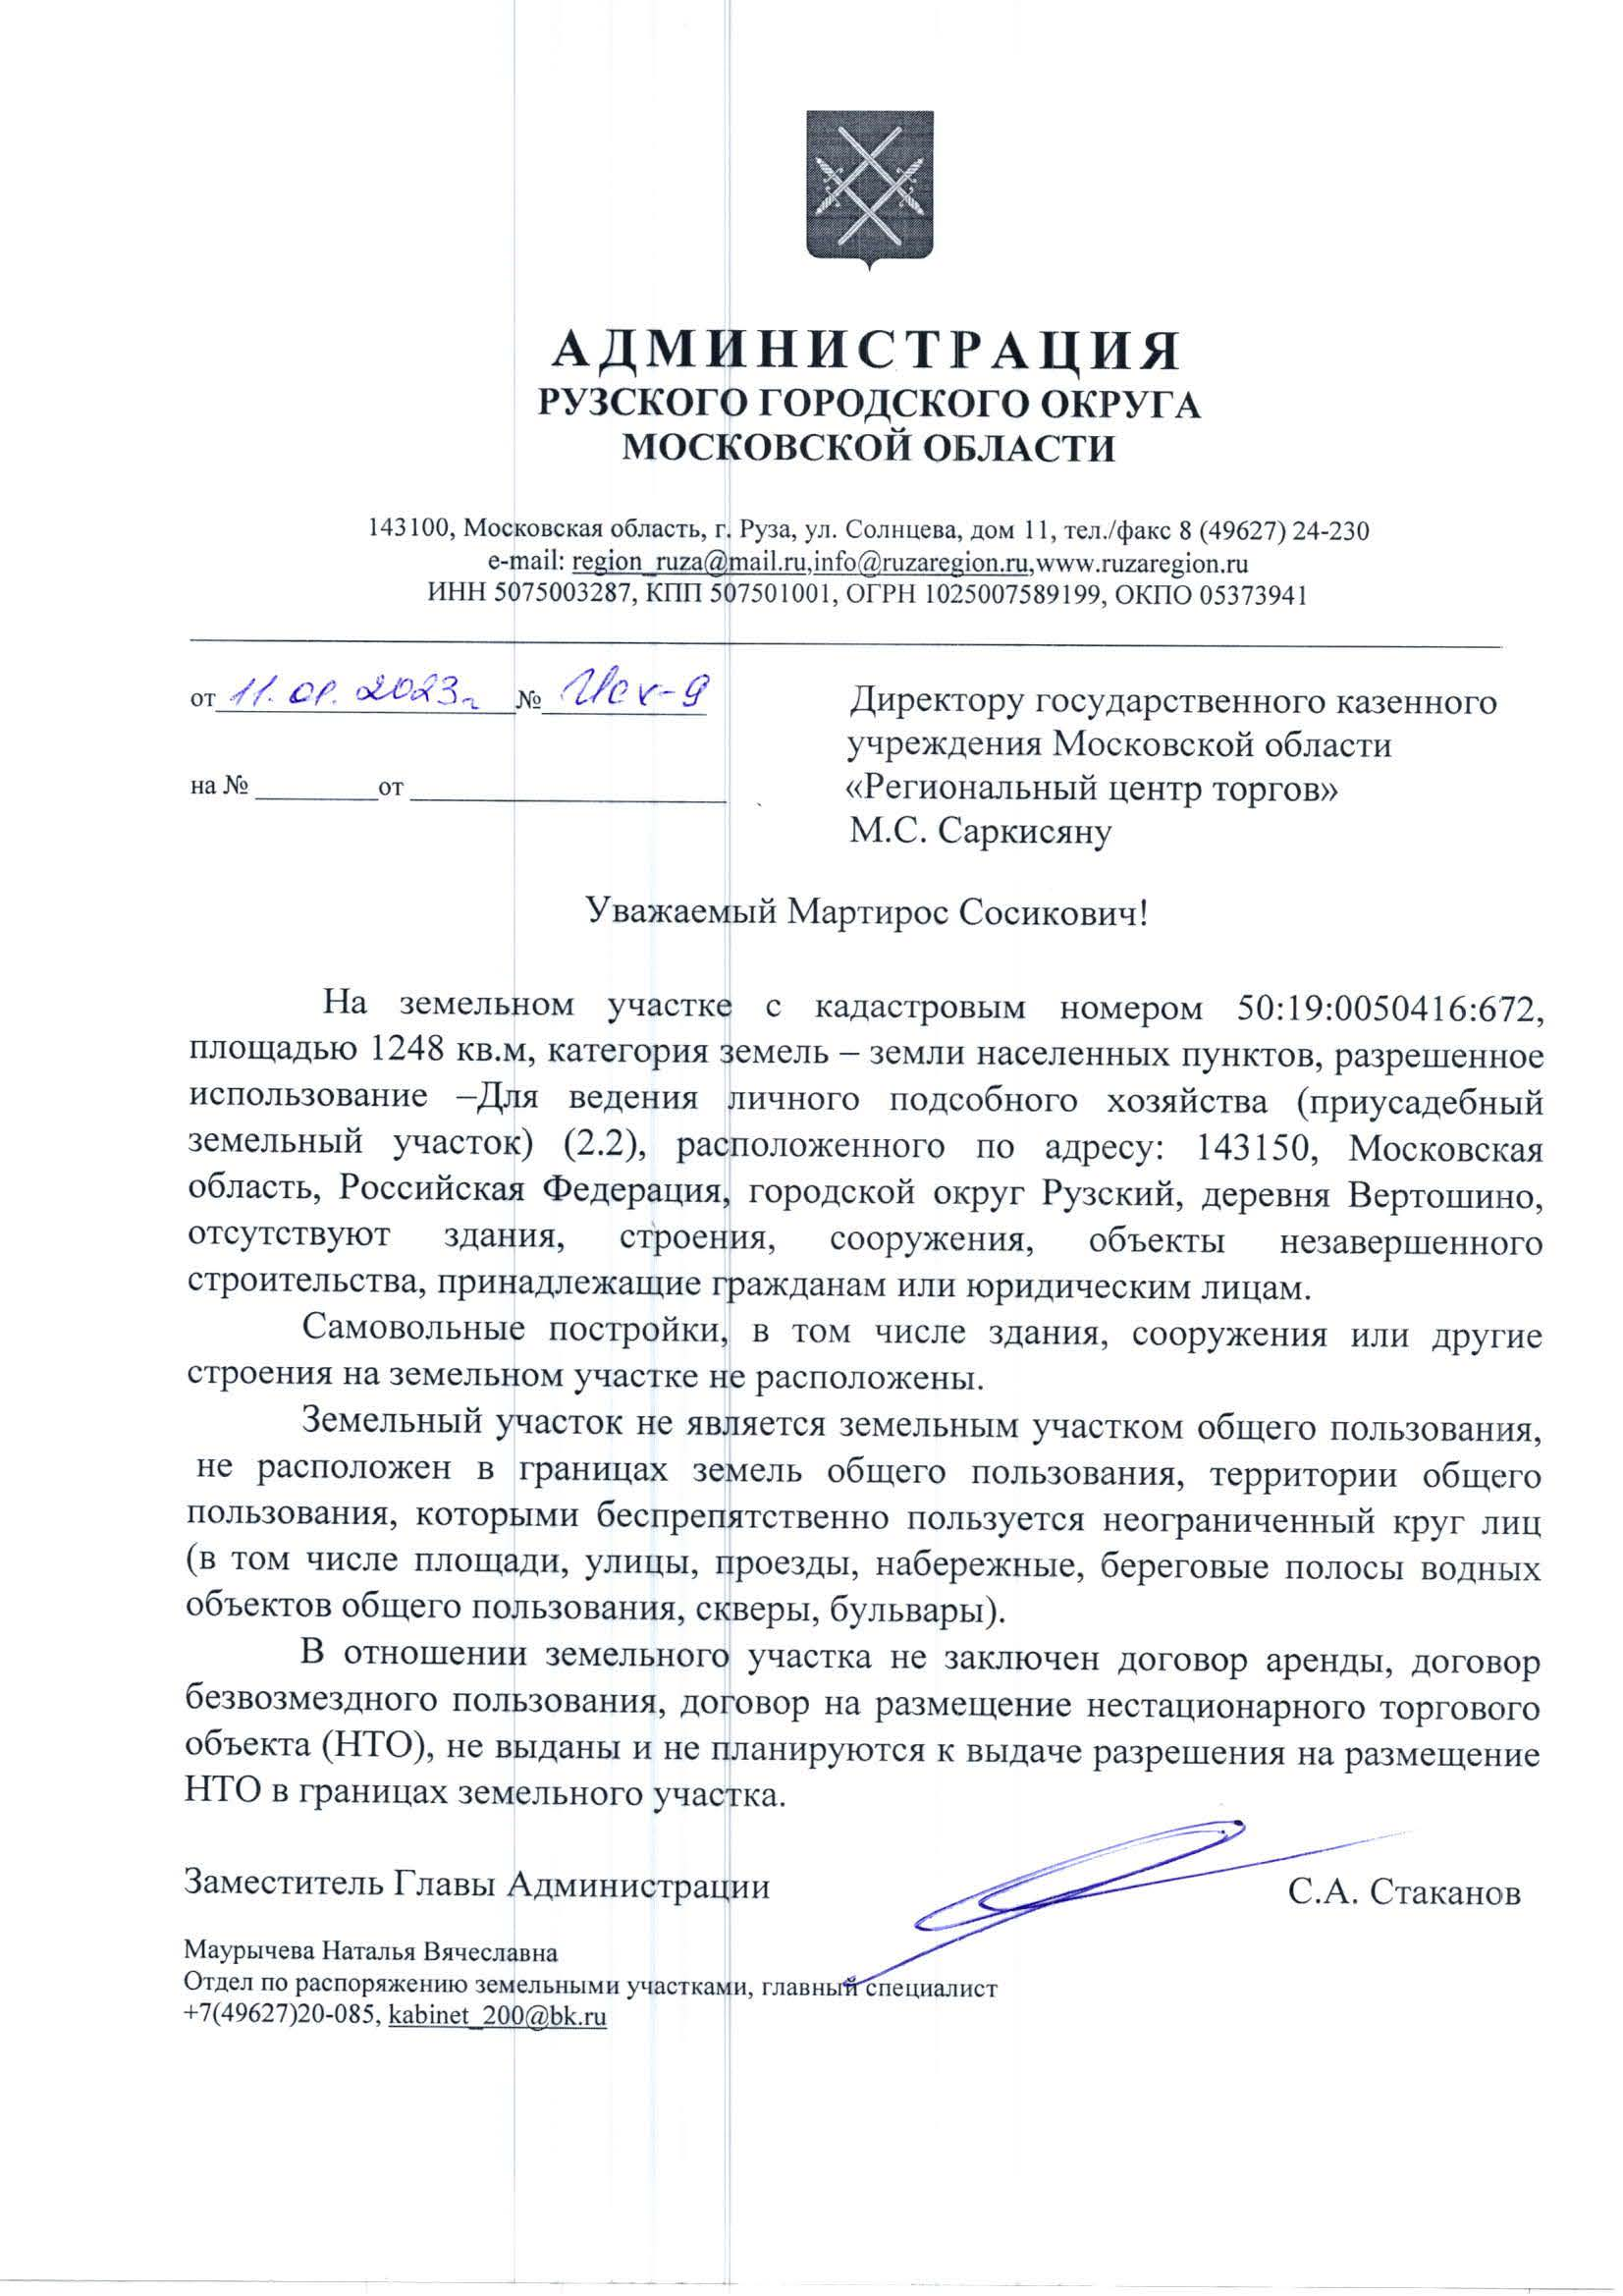 АДМИНИСТРАЦИЯ
РУЗСКОГО ГОРОДСКОГО ОКРУГА
МОСКОВСКОЙ ОБЛАСТИ
143100, Московская область, г. Руза, ул. Солнцева, дом 11, тел./факс 8 (49627) 24-230
e-mail: region_ruza@mail.ru,info@ruzaregion.ru,www.ruzaregion.ru
ИНН 5075003287, КПП 507501001, ОГРН 1025007589199, ОКПО 05373941
от 11.01.2023г № Исх-9
на № от
Директору государственного казенного
учреждения Московской области
«Региональный центр торгов»
М.С. Саркисяну
Уважаемый Мартирос Сосикович!
На земельном участке с кадастровым номером 50:19:0050416:672,
площадью 1248 кв.м, категория земель – земли населенных пунктов, разрешенное
использование –Для ведения личного подсобного хозяйства (приусадебный
земельный участок) (2.2), расположенного по адресу: 143150, Московская
область, Российская Федерация, городской округ Рузский, деревня Вертошино,
отсутствуют здания, строения, сооружения, объекты незавершенного
строительства, принадлежащие гражданам или юридическим лицам.
Самовольные постройки, в том числе здания, сооружения или другие
строения на земельном участке не расположены.
Земельный участок не является земельным участком общего пользования,
не расположен в границах земель общего пользования, территории общего
пользования, которыми беспрепятственно пользуется неограниченный круг лиц
(в том числе площади, улицы, проезды, набережные, береговые полосы водных
объектов общего пользования, скверы, бульвары).
В отношении земельного участка не заключен договор аренды, договор
безвозмездного пользования, договор на размещение нестационарного торгового
объекта (НТО), не выданы и не планируются к выдаче разрешения на размещение
НТО в границах земельного участка.
Заместитель Главы Администрации С.А. Стаканов
Маурычева Наталья Вячеславна
Отдел по распоряжению земельными участками, главный специалист
+7(49627)20-085, kabinet_200@bk.ru